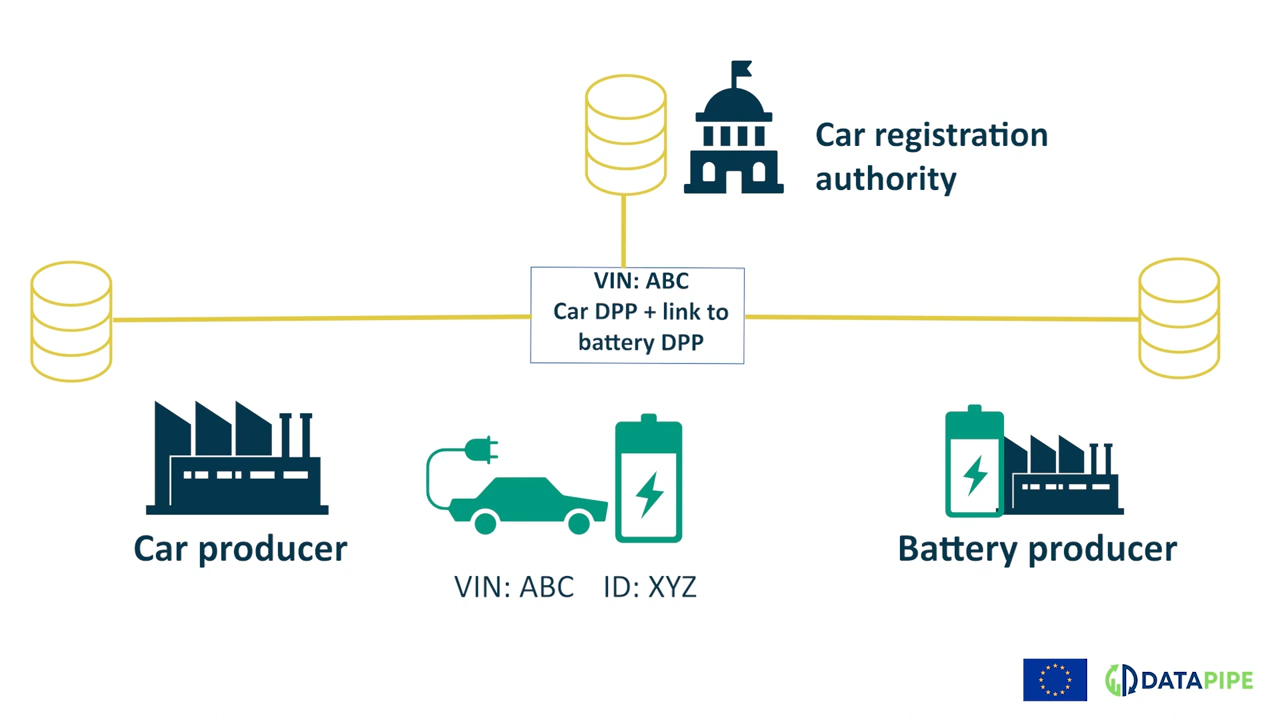 Car registration
authority
VIN: ABC
Car DPP + link to
battery DPP
Car producer
Battery producer
VIN: ABC ID: XYZ
DATAPIPE